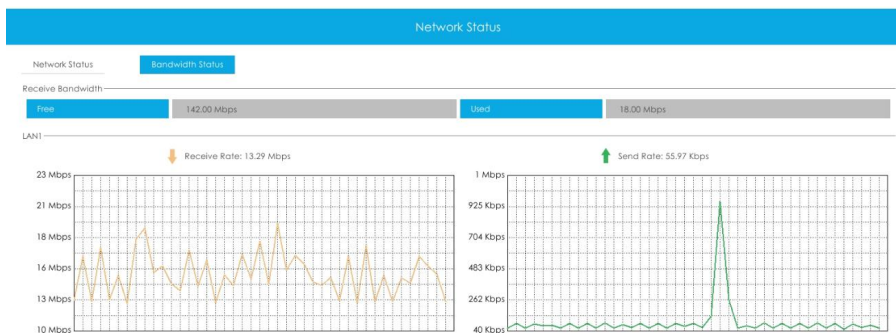 Network Status
Network Status Bandwidth Status
Receive Bandwidth
Free 142.00 Mbps Used 18.00 Mbps
LAN1
Receive Rate: 13.29 Mbps Send Rate: 55.97 Kbps
23 Mbps 1 Mbps
21 Mbps 925 Kbps
18 Mbps 704 Kbps
16 Mbps 483 Kbps
13 Mbps 262 Kbps
10 Mbps 40 Kbps